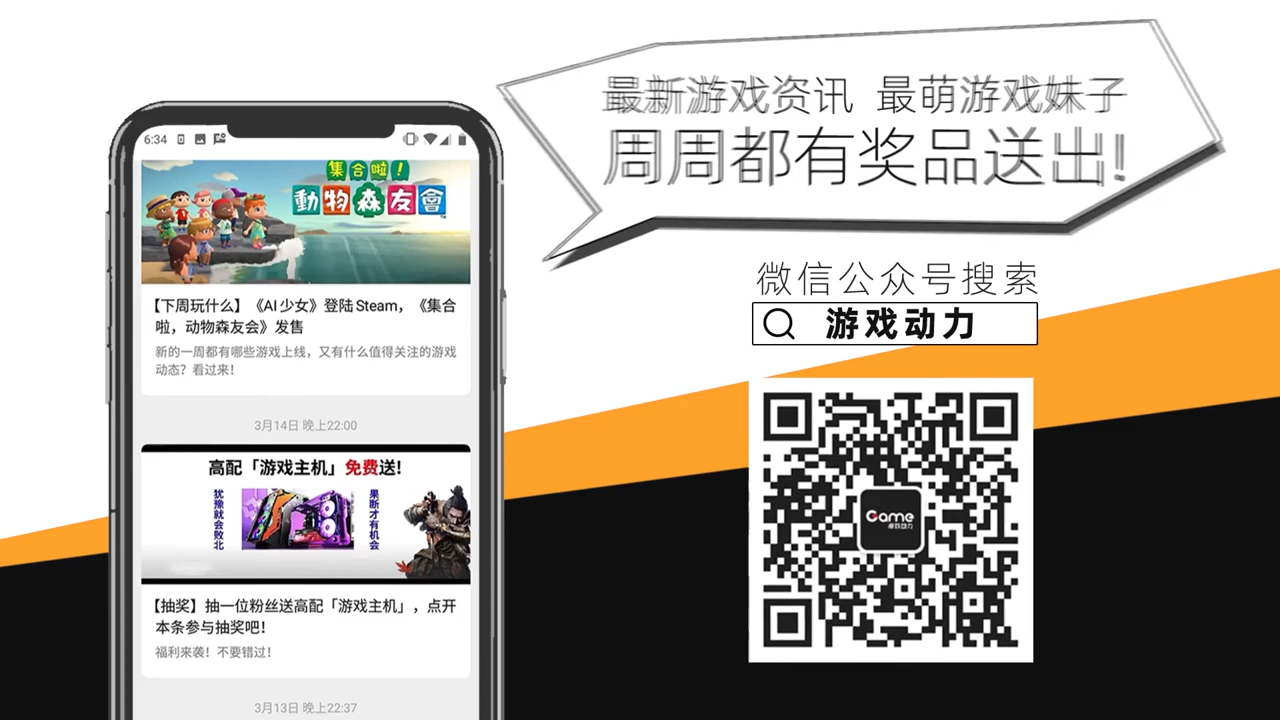 最新游戏资讯 最萌游戏妹子
周周都有奖品送出!
微信公众号搜索
游戏动力
Game
游戏动力
6:34
集合啦!
動物森友會
【下周玩什么】《AI少女》登陆Steam，《集合
啦，动物森友会》发售
新的一周都有哪些游戏上线，又有什么值得关注的游戏
动态？看过来！
3月14日 晚上22:00
高配「游戏主机」免费送!
犹豫就会败北
果断才有机会
【抽奖】抽一位粉丝送高配「游戏主机」，点开
本条参与抽奖吧！
福利来袭！不要错过！
3月13日 晚上22:37